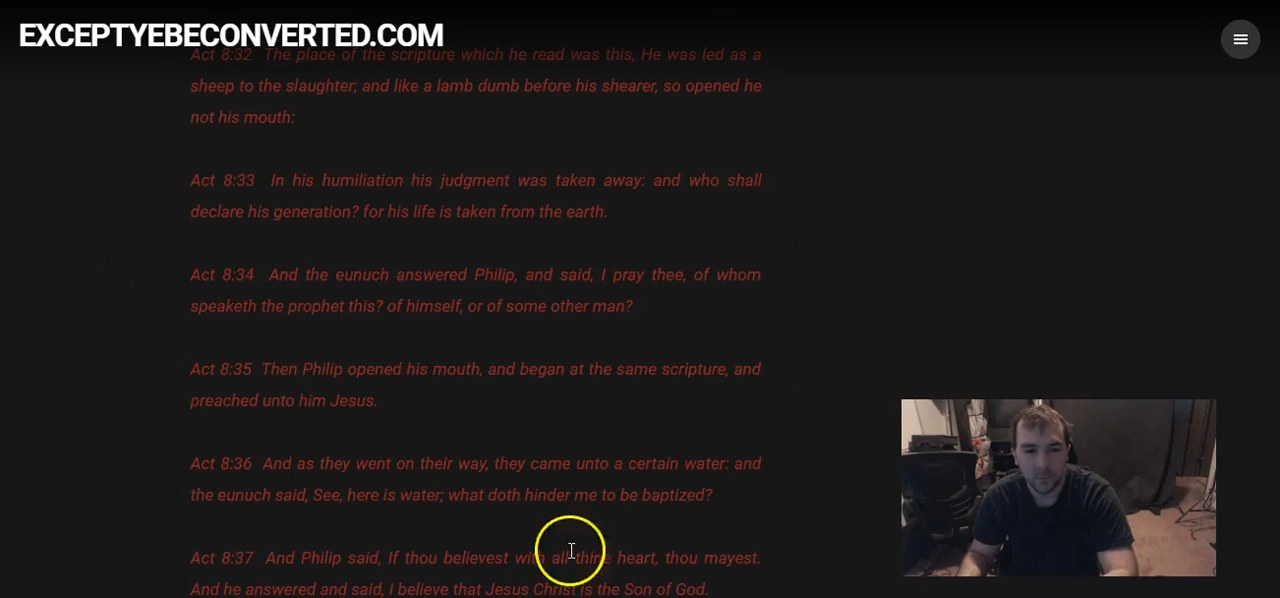 EXCEPTYEBECONVERTED.COM
Act 8:32 The place of the scripture which he read was this, He was led as a
sheep to the slaughter; and like a lamb dumb before his shearer, so opened he
not his mouth:
Act 8:33 In his humiliation his judgment was taken away: and who shall
declare his generation? for his life is taken from the earth.
Act 8:34 And the eunuch answered Philip, and said, I pray thee, of whom
speaketh the prophet this? of himself, or of some other man?
Act 8:35 Then Philip opened his mouth, and began at the same scripture, and
preached unto him Jesus.
Act 8:36 And as they went on their way, they came unto a certain water: and
the eunuch said, See, here is water; what doth hinder me to be baptized?
Act 8:37 And Philip said, If thou believest with all thine heart, thou mayest.
And he answered and said, I believe that Jesus Christ is the Son of God.